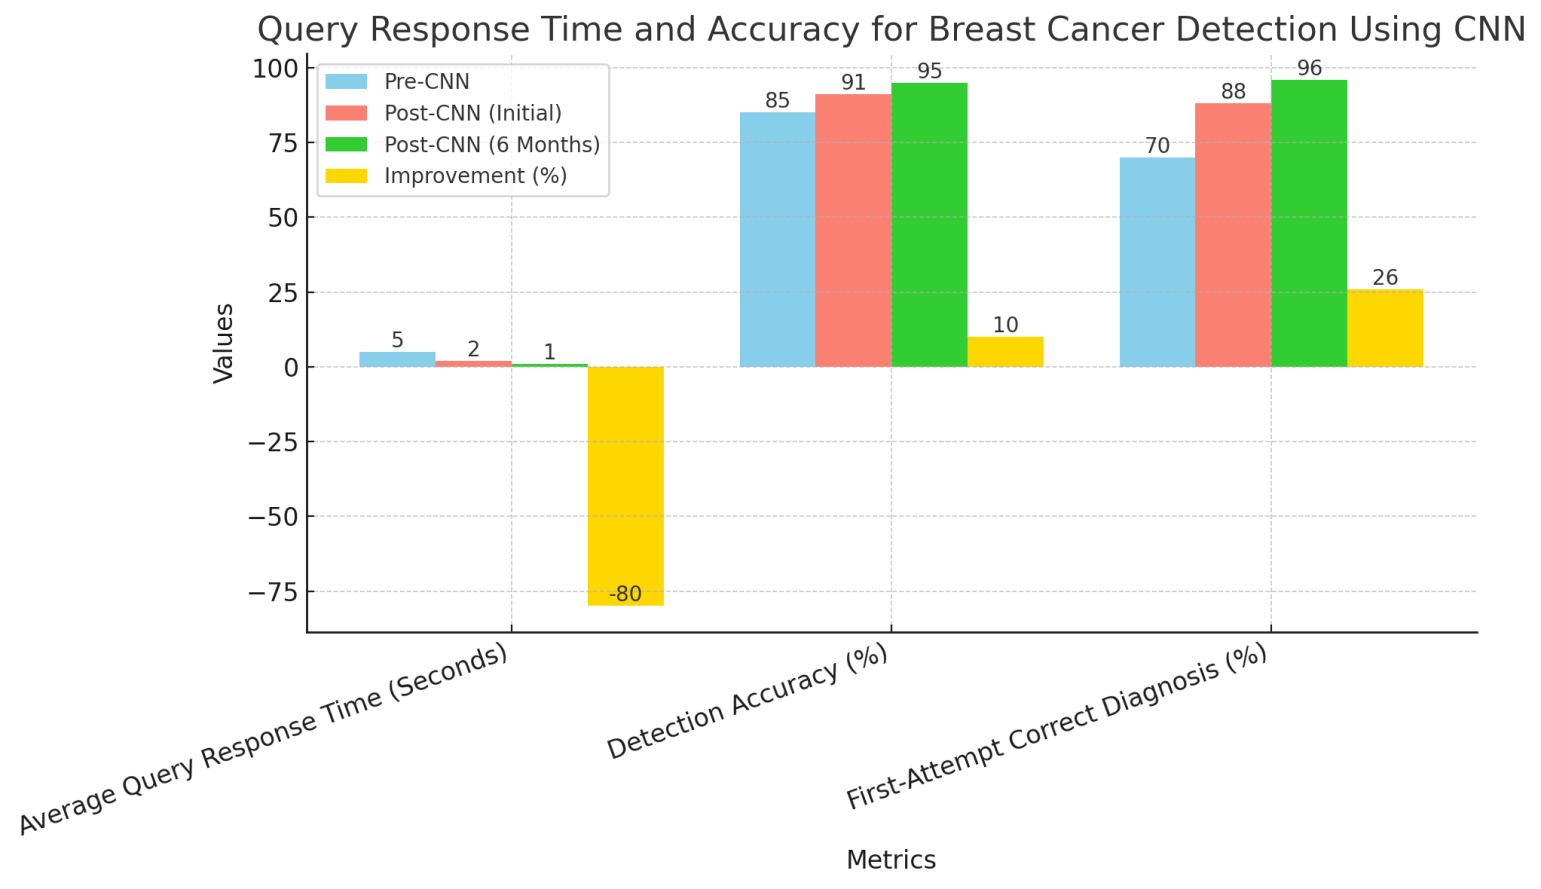 Query Response Time and Accuracy for Breast Cancer Detection Using CNN
Pre-CNN
Post-CNN (Initial)
Post-CNN (6 Months)
Improvement (%)
Values
100
75
50
25
0
−25
−50
−75
5
2
1
-80
85
91
95
10
70
88
96
26
Average Query Response Time (Seconds)
Detection Accuracy (%)
First-Attempt Correct Diagnosis (%)
Metrics